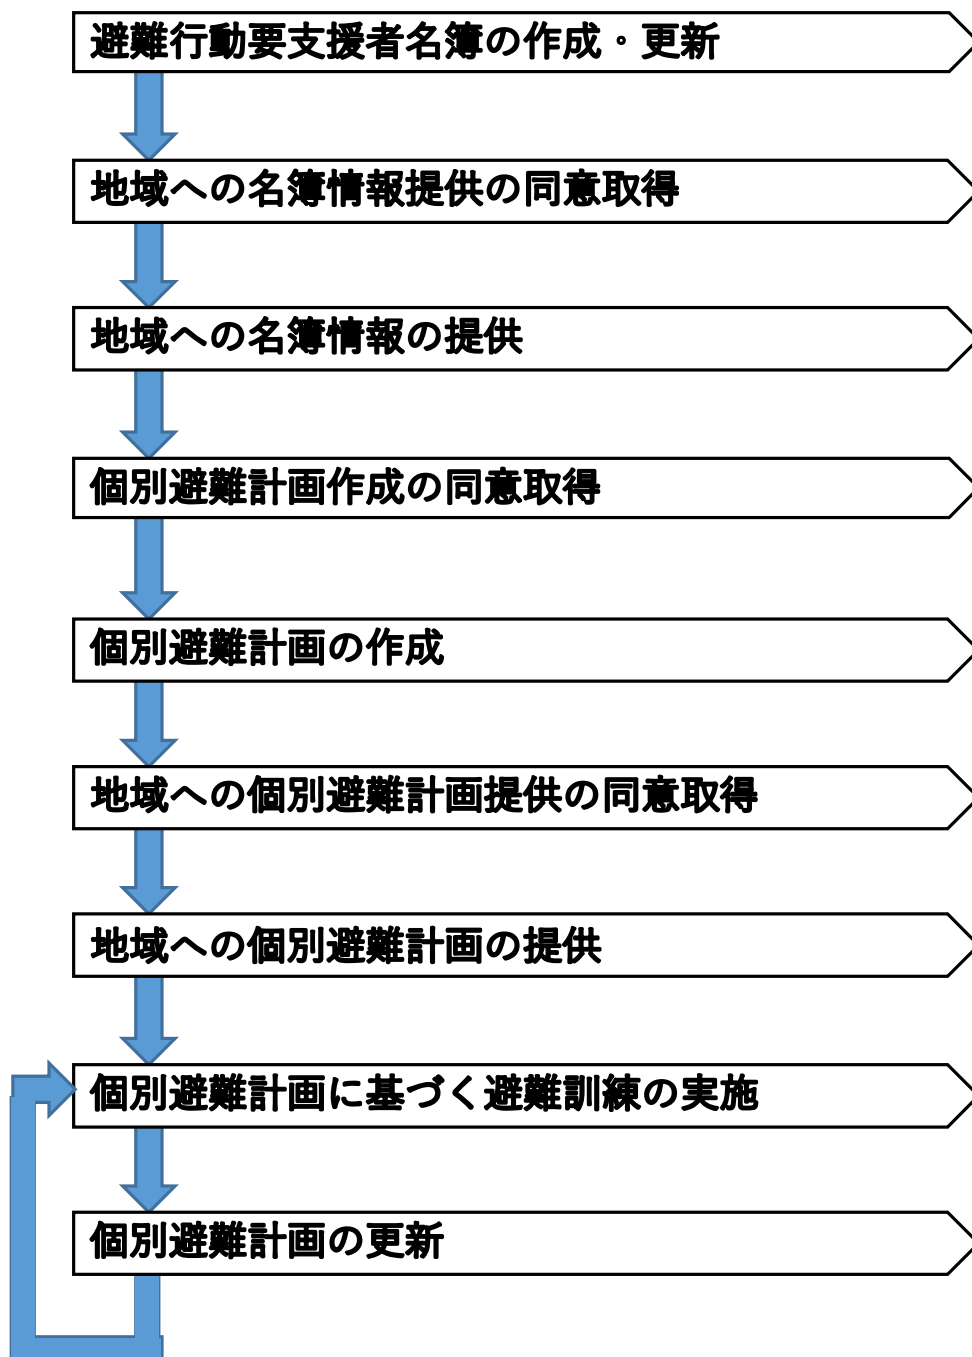 避難行動要支援者名簿の作成・更新
地域への名簿情報提供の同意取得
地域への名簿情報の提供
個別避難計画作成の同意取得
個別避難計画の作成
地域への個別避難計画提供の同意取得
地域への個別避難計画の提供
個別避難計画に基づく避難訓練の実施
個別避難計画の更新